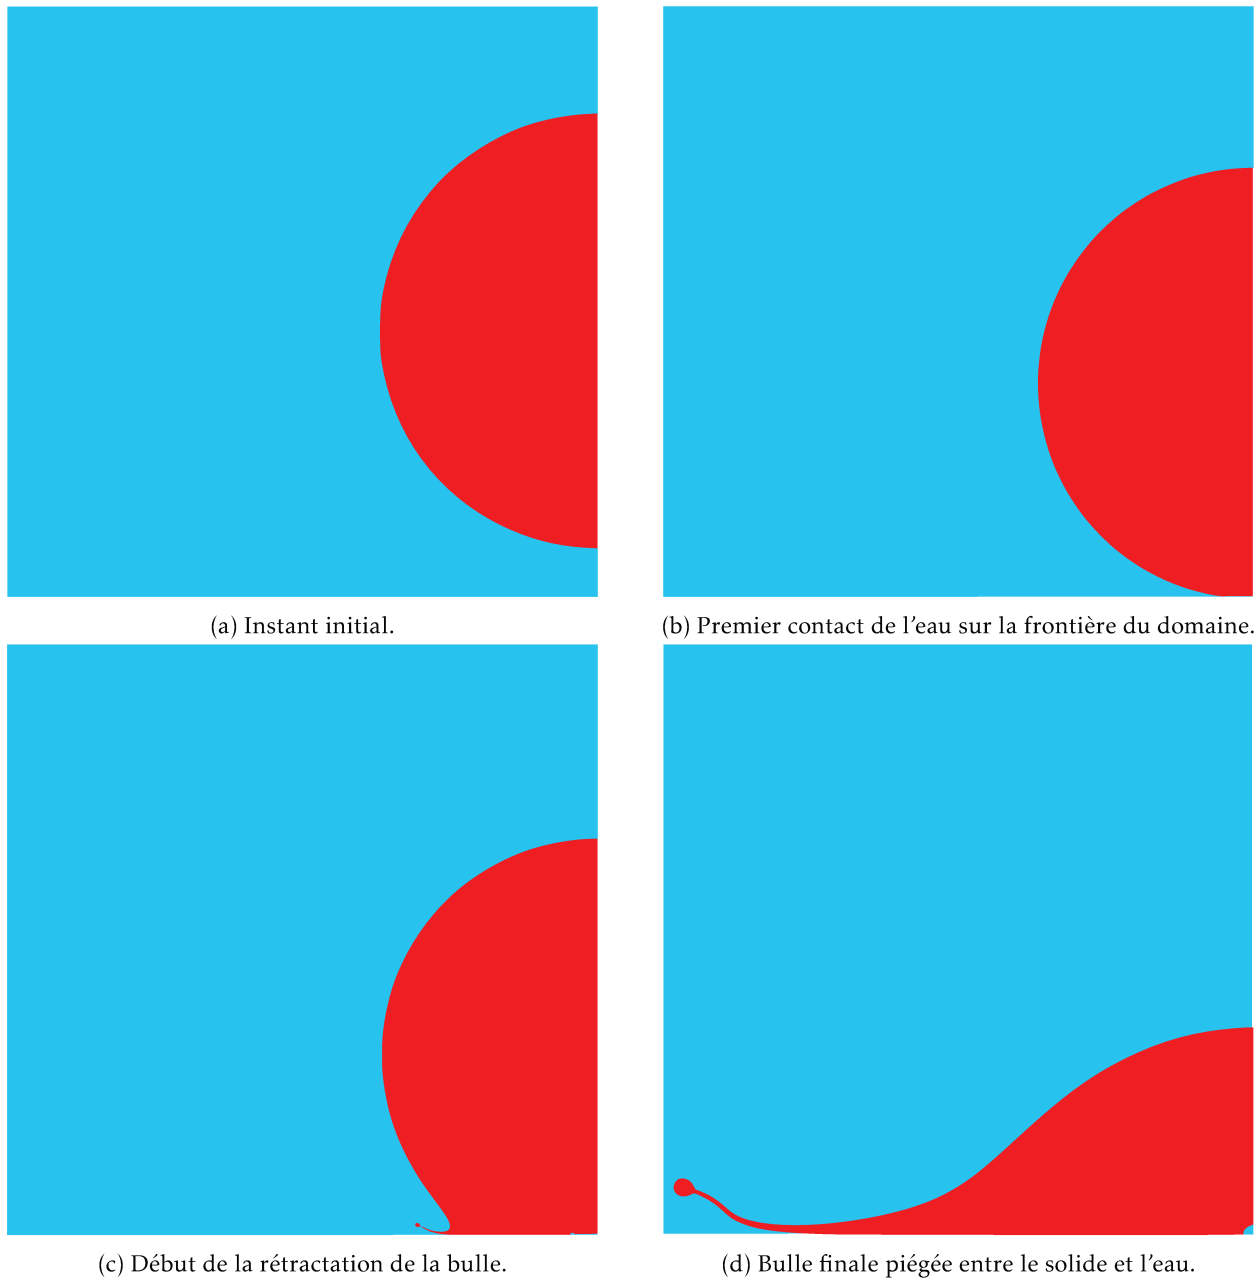 (a) Instant initial.
(b) Premier contact de l'eau sur la frontière du domaine.
(c) Début de la rétractation de la bulle.
(d) Bulle finale piégée entre le solide et l'eau.